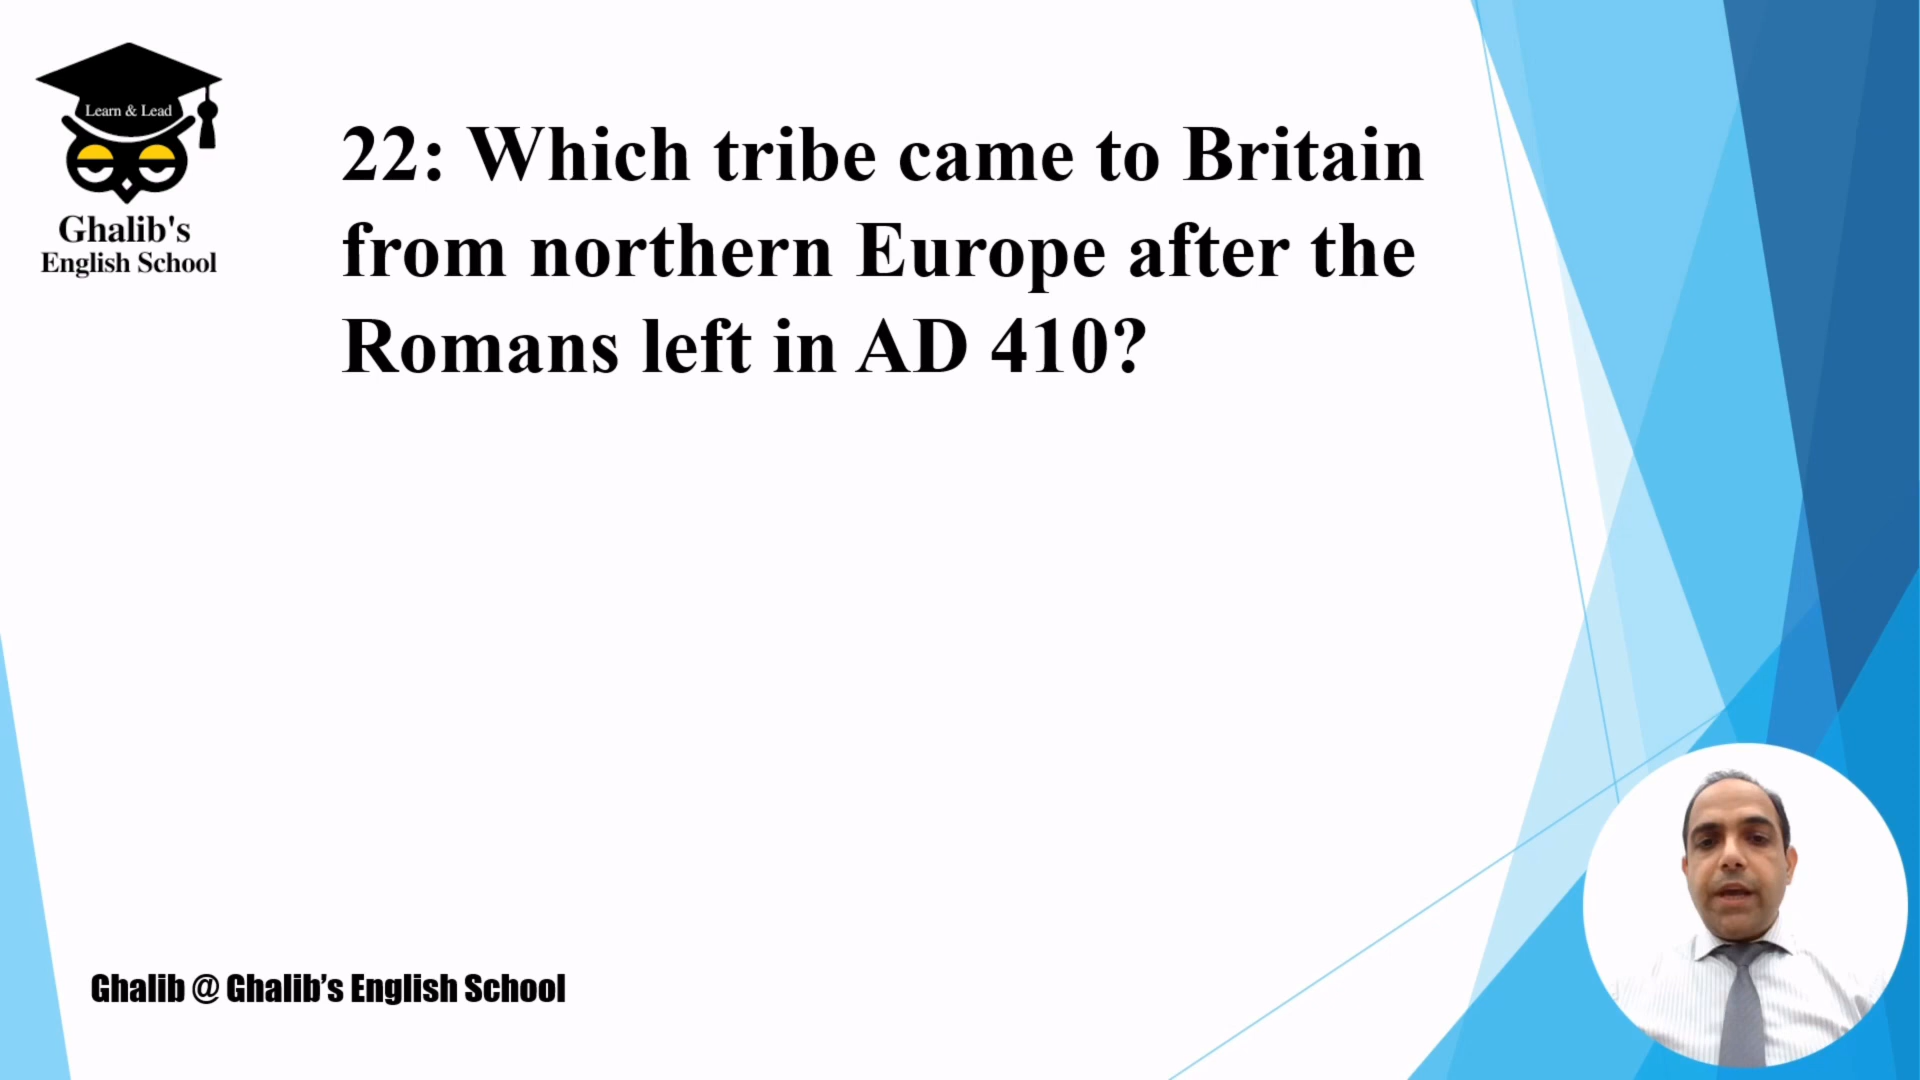 Learn & Lead
Ghalib's
English School
22: Which tribe came to Britain
from northern Europe after the
Romans left in AD 410?
Ghalib @ Ghalib’s English School